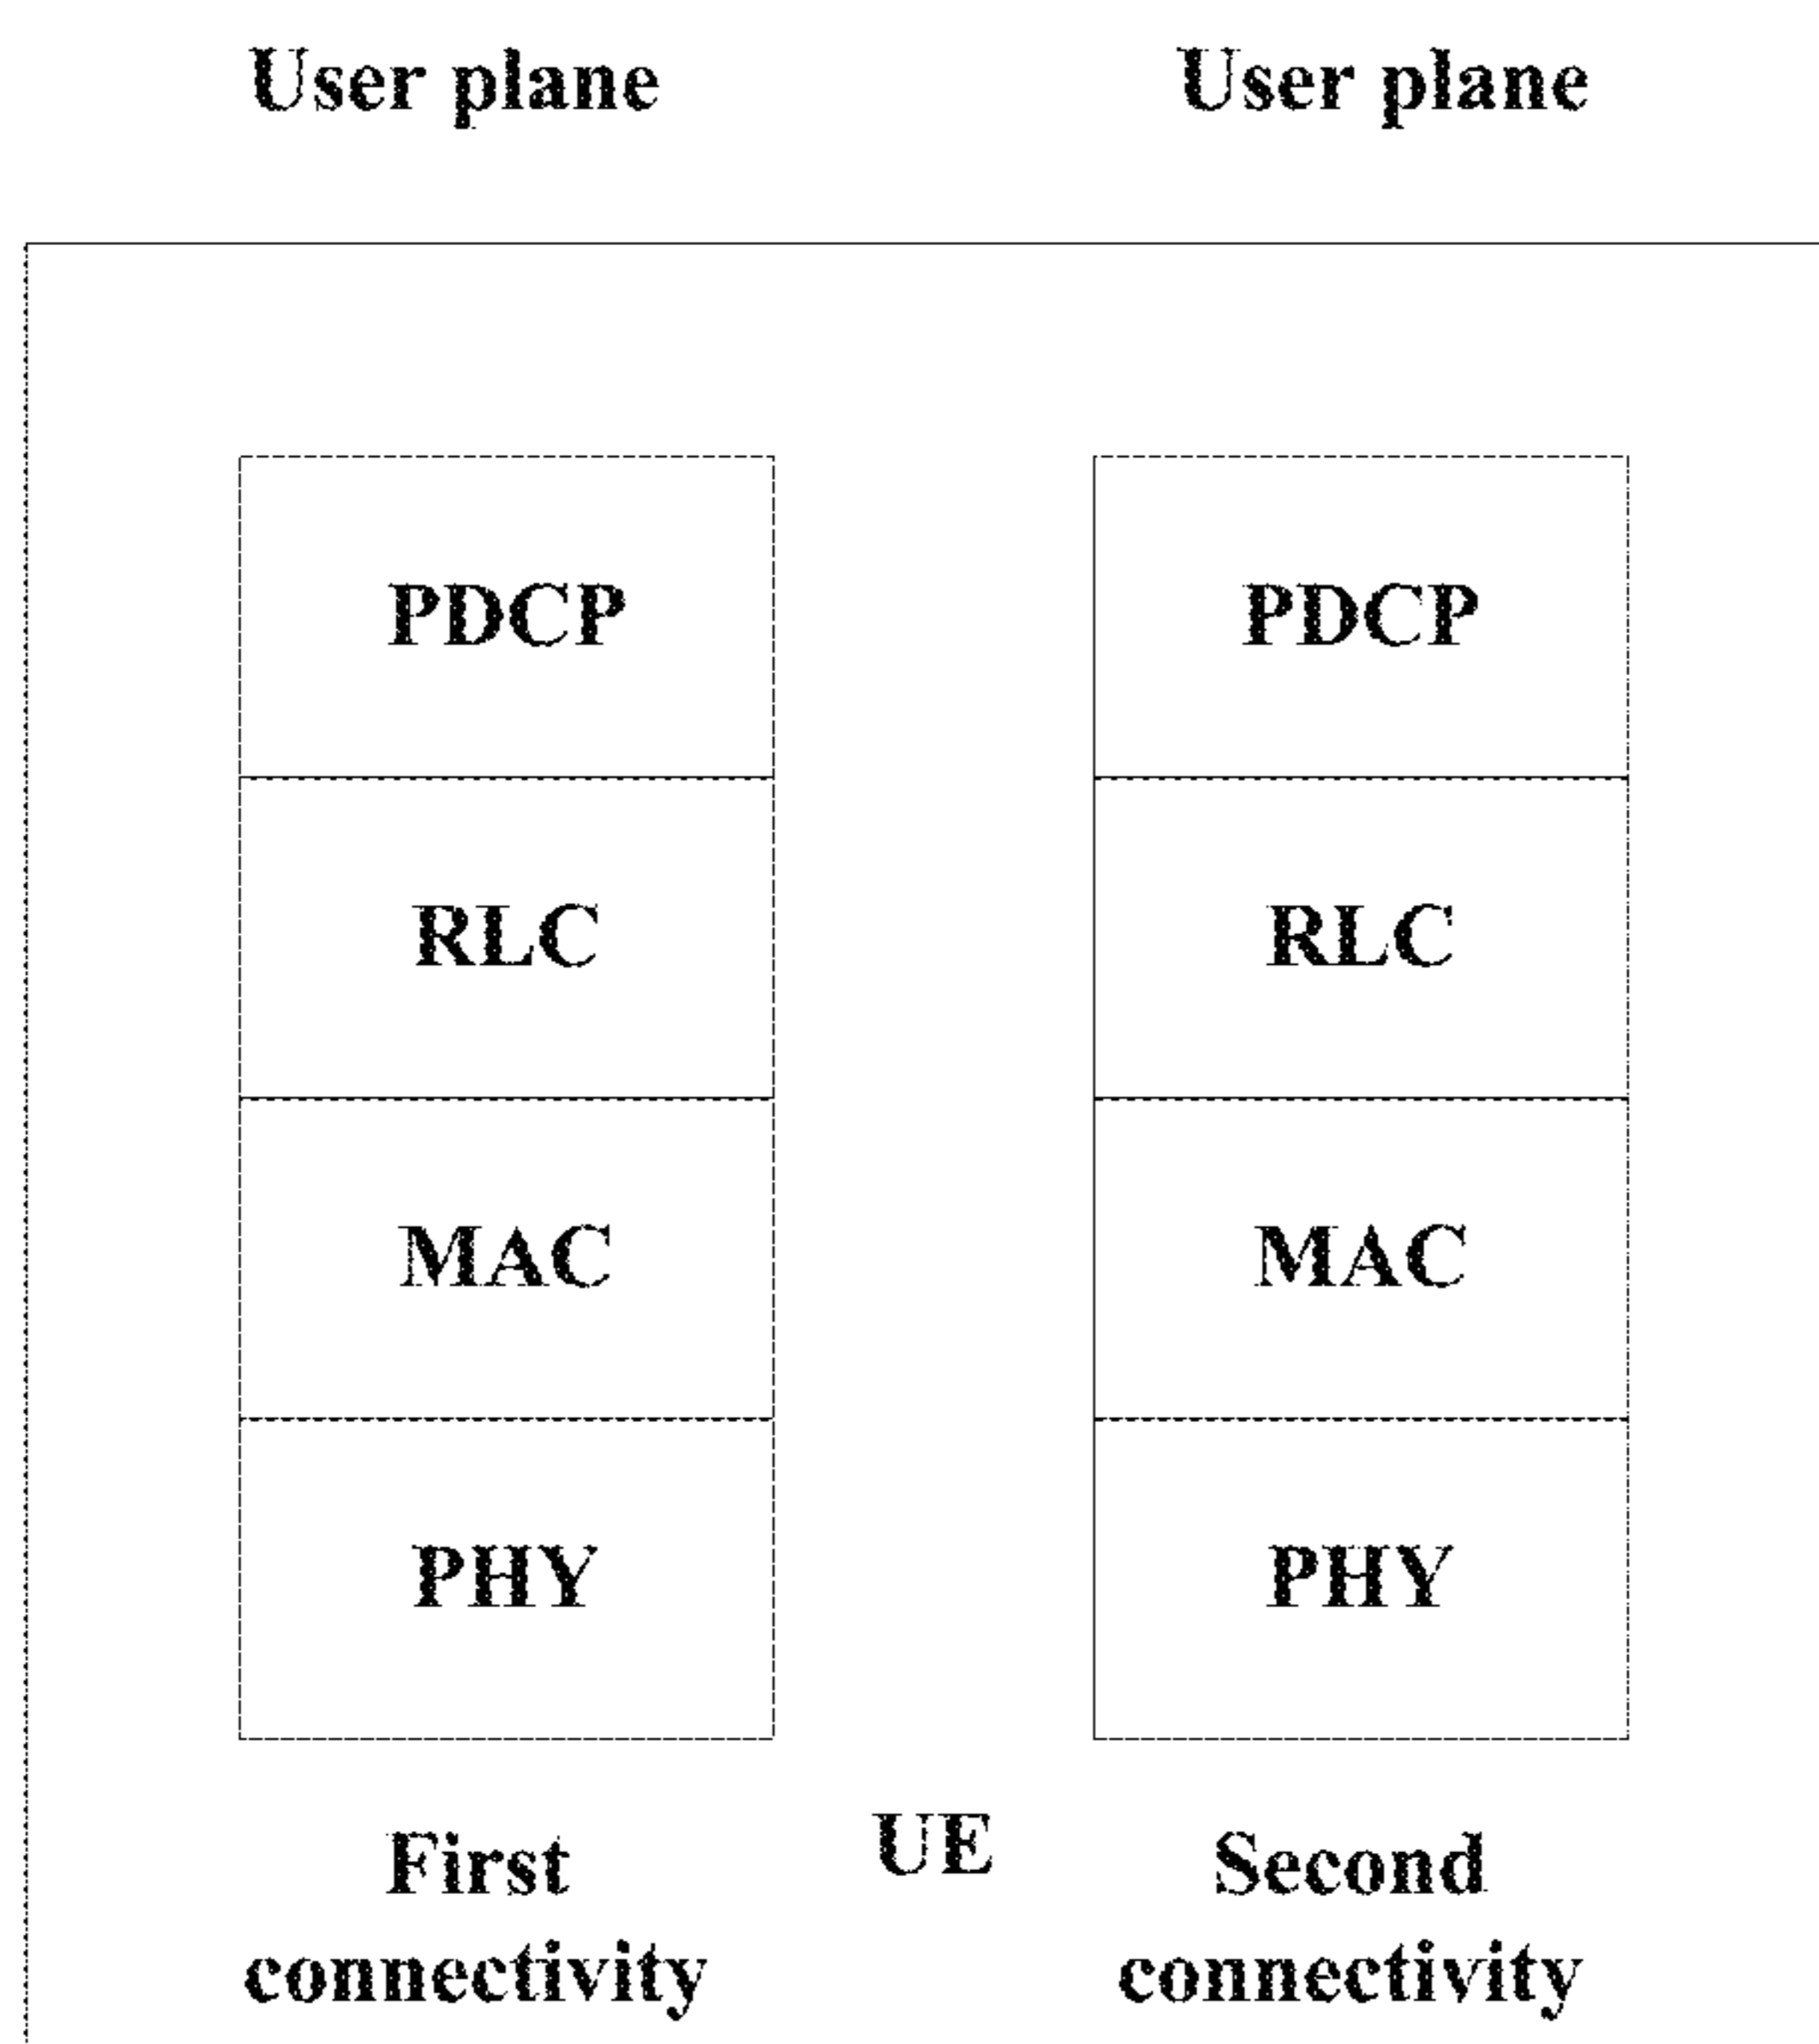 User plane
User plane
PDCP
PDCP
RLC
RLC
MAC
MAC
PHY
PHY
First
connectivity
UE
Second
connectivity